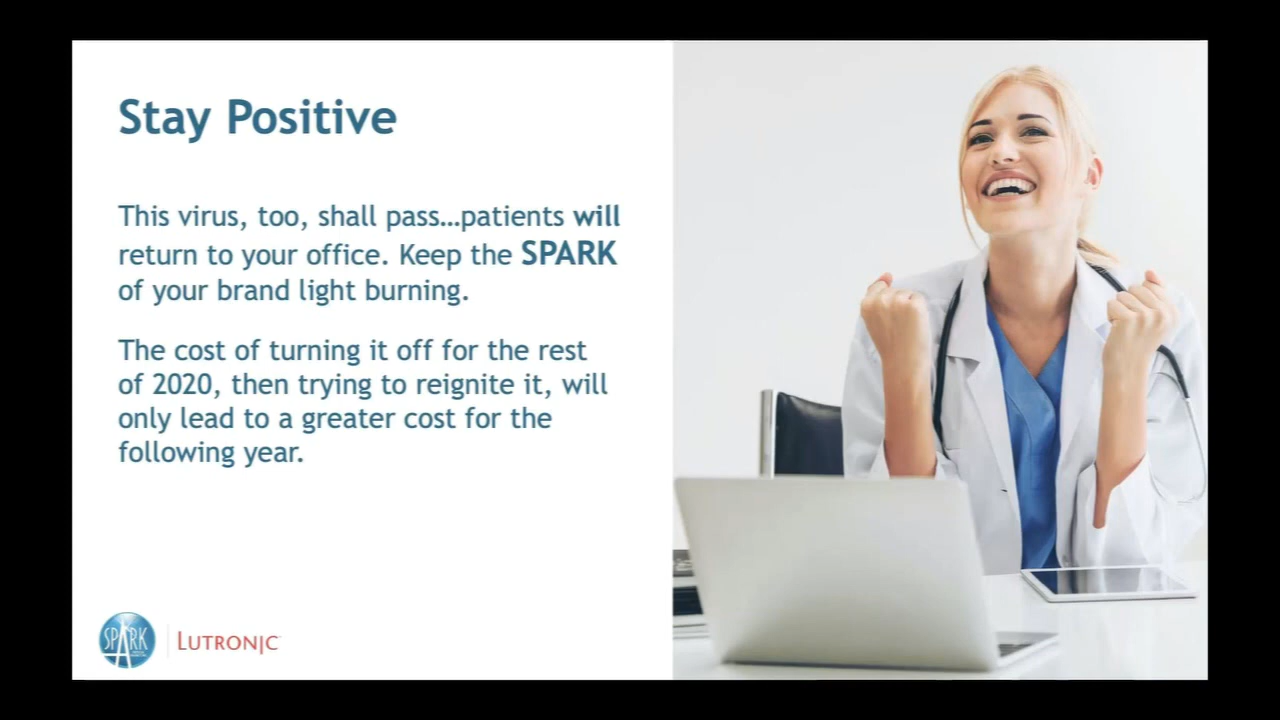 Stay Positive
This virus, too, shall pass...patients will
return to your office. Keep the SPARK
of your brand light burning.
The cost of turning it off for the rest
of 2020, then trying to reignite it, will
only lead to a greater cost for the
following year.
SPARK
LUTRONIC